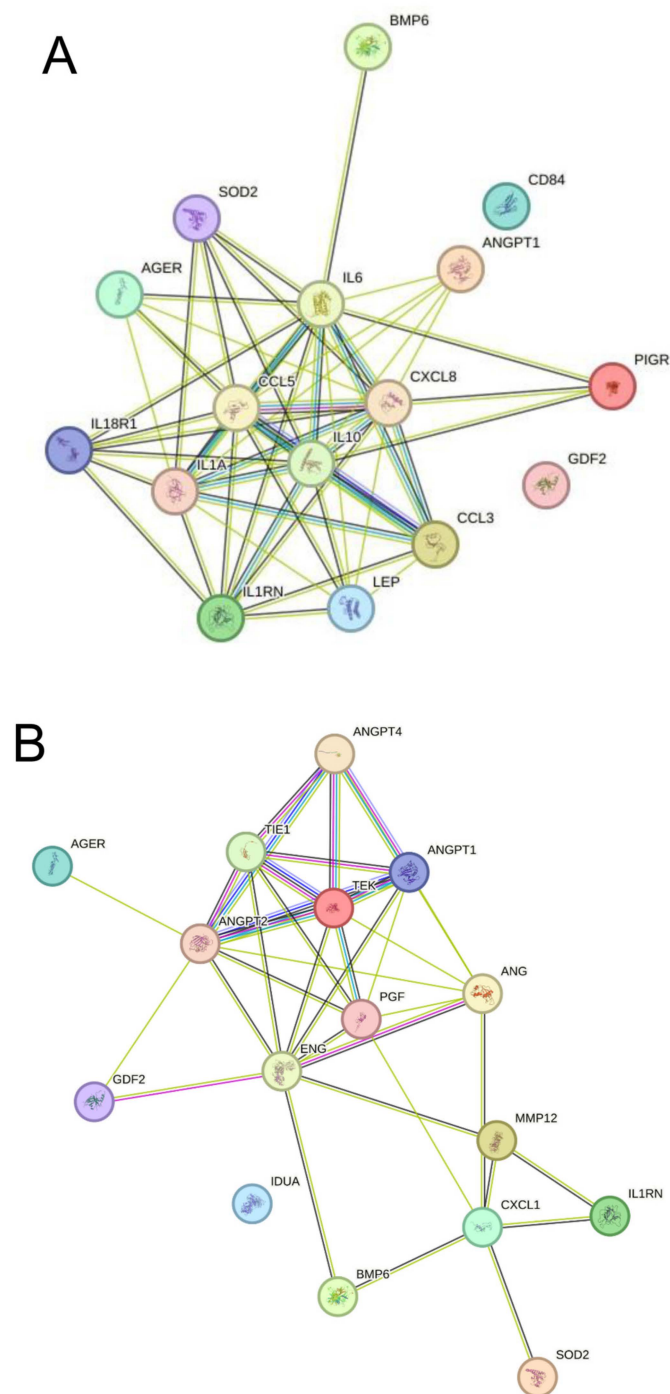 A
BMP6
CD84
SOD2
ANGPT1
AGER
IL6
PIGR
CCL5
CXCL8
IL18R1
IL10
IL1A
GDF2
CCL3
IL1RN
LEP
B
ANGPT4
TIE1
AGER
ANGPT1
TEK
ANGPT2
ANG
PGF
ENG
GDF2
MMP12
IDUA
CXCL1
IL1RN
BMP6
SOD2